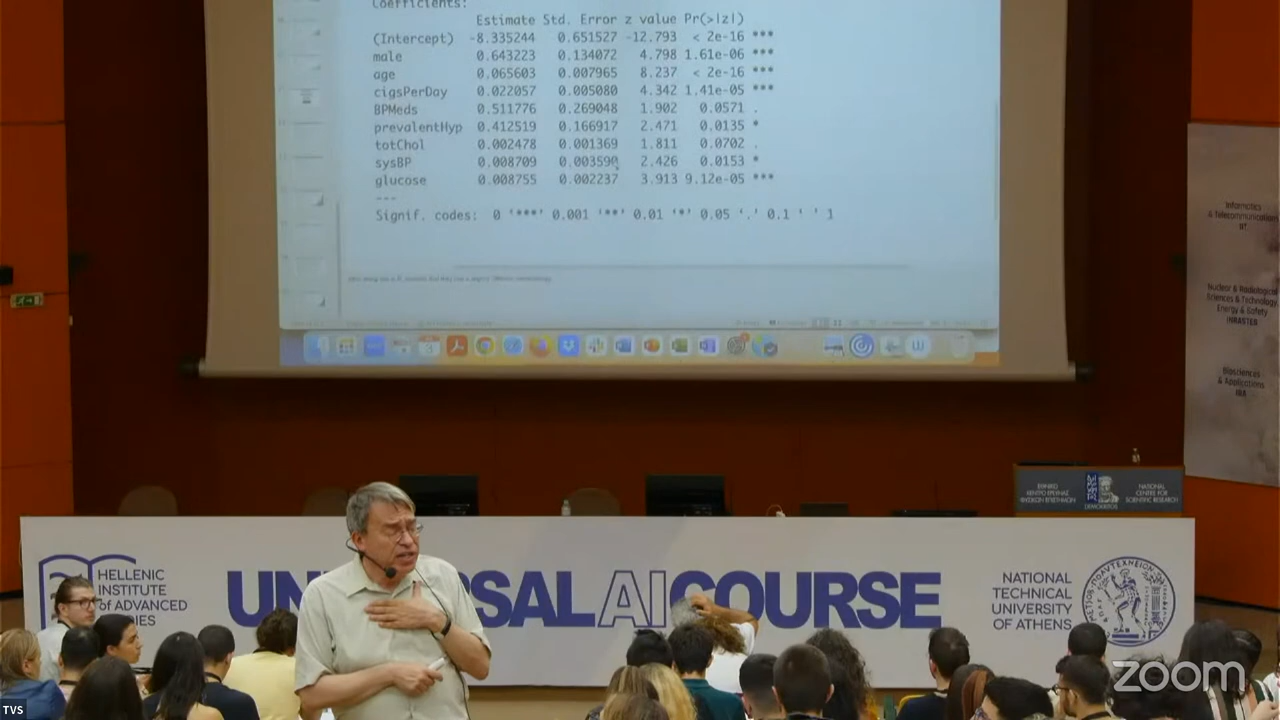 Coefficients:
Estimate Std. Error z value Pr(>|z|)
(Intercept) -8.335244 0.651527 -12.793 < 2e-16 ***
male 0.643223 0.134072 4.798 1.61e-06 ***
age 0.065603 0.007965 8.237 < 2e-16 ***
cigsPerDay 0.022057 0.005080 4.342 1.41e-05 ***
BPMeds 0.511776 0.269048 1.902 0.0571 .
prevalentHyp 0.412519 0.166917 2.471 0.0135 *
totChol 0.002478 0.001369 1.811 0.0702 .
sysBP 0.008709 0.003590 2.426 0.0153 *
glucose 0.008755 0.002237 3.913 9.12e-05 ***
---
Signif. codes: 0 '***' 0.001 '**' 0.01 '*' 0.05 '.' 0.1 ' ' 1
Informatics
& Telecommunications
IIT
Nuclear & Radiological
Sciences & Technology,
Energy & Safety
INRASTES
Biosciences
& Applications
IBA
NATIONAL
CENTRE FOR
SCIENTIFIC RESEARCH
HELLENIC
INSTITUTE
of ADVANCED
AI COURSE
NATIONAL
TECHNICAL
UNIVERSITY
OF ATHENS
zoom
TVS